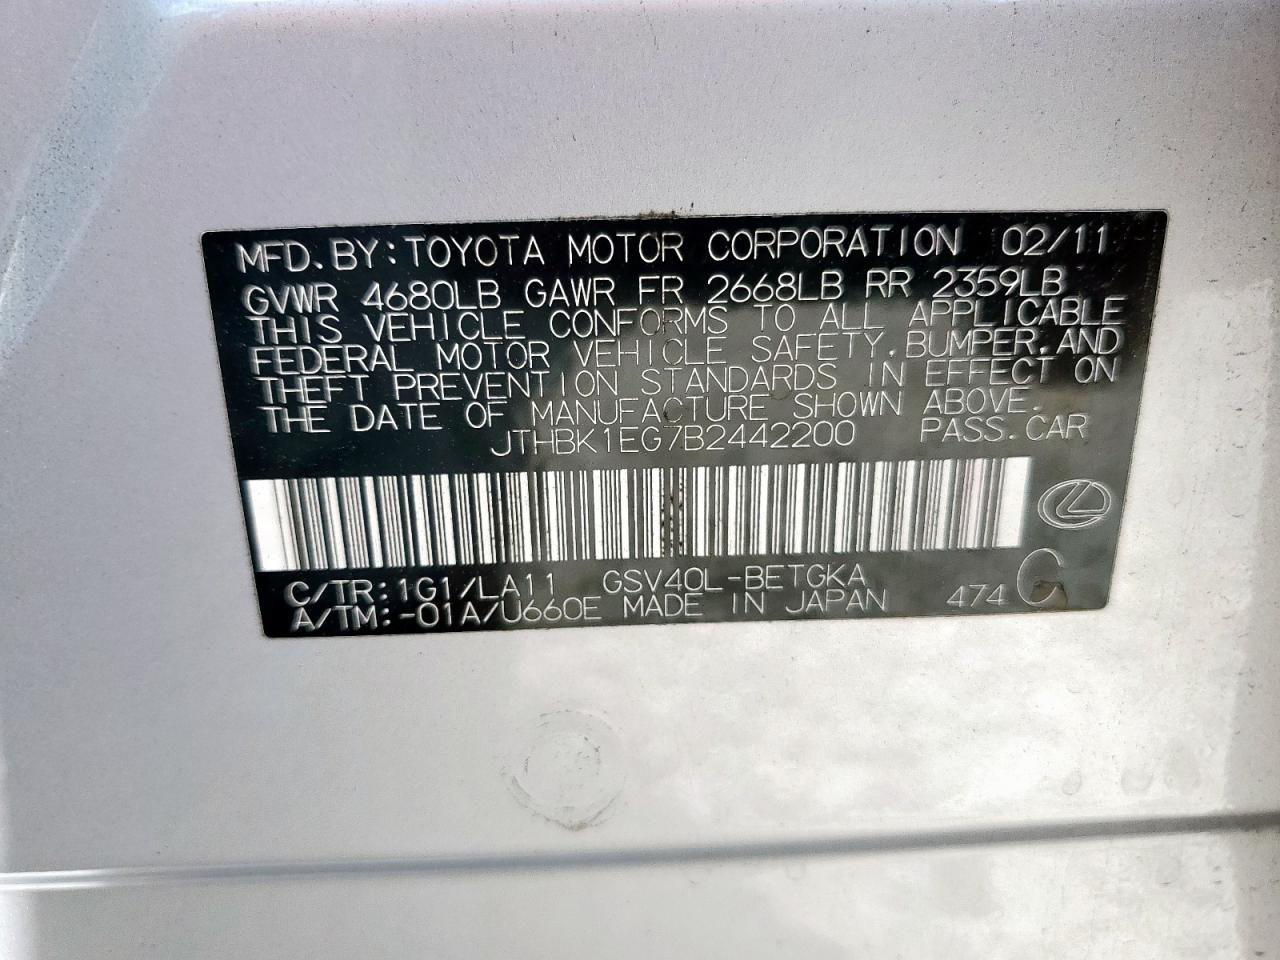 MFD.BY:TOYOTA MOTOR CORPORATION 02/11
GVWR 4680LB GAWR FR 2668LB RR 2359LB
THIS VEHICLE CONFORMS TO ALL APPLICABLE
FEDERAL MOTOR VEHICLE SAFETY,BUMPER,AND
THEFT PREVENTION STANDARDS IN EFFECT ON
THE DATE OF MANUFACTURE SHOWN ABOVE.
JTHBK1EG7B2442200 PASS.CAR
C/TR:1G1/LA11 GSV40L-BETGKA
A/TM:-01A/U660E MADE IN JAPAN 474 C